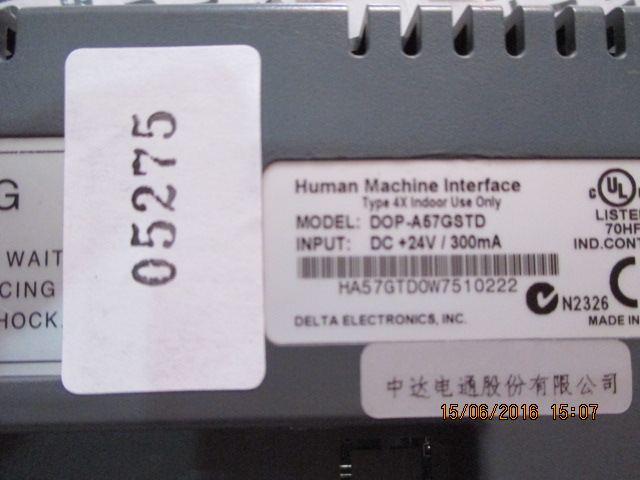 G
WAIT
CING
HOCK.
05275
Human Machine Interface
Type 4X Indoor Use Only
MODEL: DOP-A57GSTD
INPUT: DC +24V / 300mA
HA57GTD0W7510222
DELTA ELECTRONICS, INC.
C UL
LISTE
70HF
IND.CONT
N2326
C
MADE IN
中达电通股份有限公司
15/06/2016 15:07